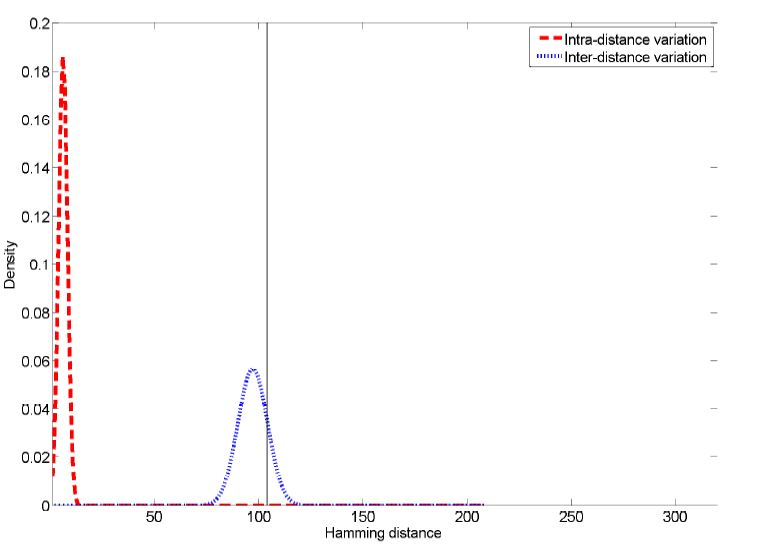 0.2
Intra-distance variation
Inter-distance variation
0.18
0.16
0.14
0.12
0.1
0.08
0.06
0.04
0.02
0
Density
50 100 150 200 250 300
Hamming distance